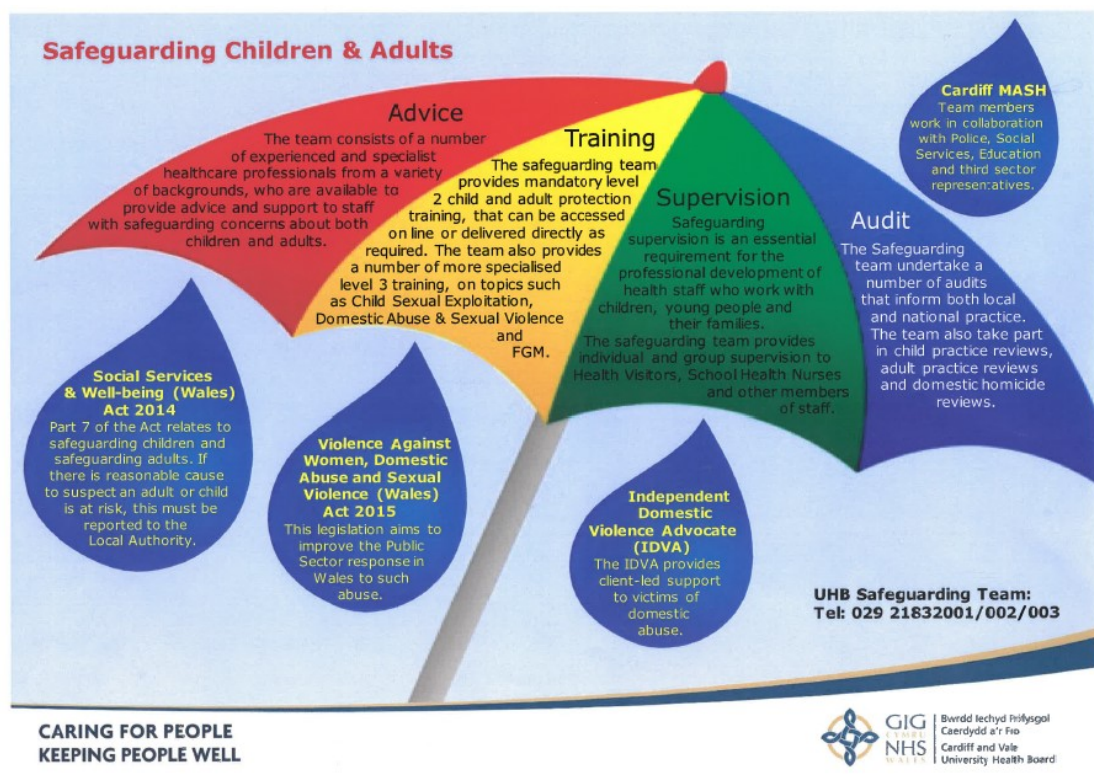 Safeguarding Children & Adults
Advice
The team consists of a number
of experienced and specialist
healthcare professionals from a variety
of backgrounds, who are available to
provide advice and support to staff
with safeguarding concerns about both
children and adults.
Training
The safeguarding team
provides mandatory level
2 child and adult protection
training, that can be accessed
on line or delivered directly as
required. The team also provides
a number of more specialised
level 3 training, on topics such
as Child Sexual Exploitation,
Domestic Abuse & Sexual Violence
and
FGM.
Supervision
Safeguarding
supervision is an essential
requirement for the
professional development of
health staff who work with
children, young people and
their families.
The safeguarding team provides
individual and group supervision to
Health Visitors, School Health Nurses
and other members
of staff.
Audit
The Safeguarding
team undertake a
number of audits
that inform both local
and national practice.
The team also take part
in child practice reviews,
adult practice reviews
and domestic homicide
reviews.
Cardiff MASH
Team members
work in collaboration
with Police, Social
Services, Education
and third sector
representatives.
Social Services
& Well-being (Wales)
Act 2014
Part 7 of the Act relates to
safeguarding children and
safeguarding adults. If
there is reasonable cause
to suspect an adult or child
is at risk, this must be
reported to the
Local Authority.
Violence Against
Women, Domestic
Abuse and Sexual
Violence (Wales)
Act 2015
This legislation aims to
improve the Public
Sector response in
Wales to such
abuse.
Independent
Domestic
Violence Advocate
(IDVA)
The IDVA provides
client-led support
to victims of
domestic
abuse.
UHB Safeguarding Team:
Tel: 029 21832001/002/003
CARING FOR PEOPLE
KEEPING PEOPLE WELL
GIG
CYMRU
NHS
WALES
Bwrdd Iechyd Prifysgol
Caerdydd a'r Fro
Cardiff and Vale
University Health Board